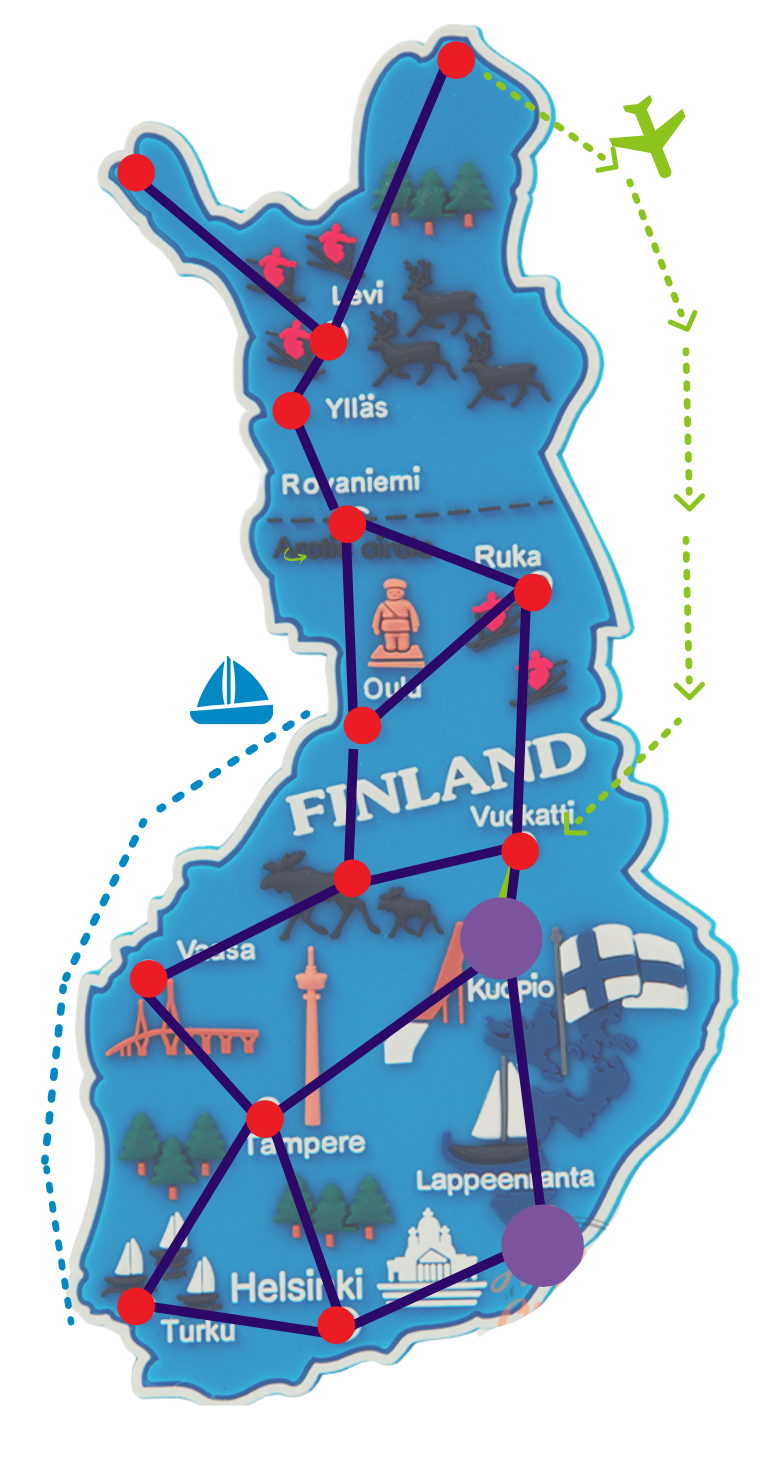 Levi
Ylläs
Rovaniemi
Arctic circle
Ruka
Oulu
FINLAND
Vuokatti
Vaasa
Kuopio
Tampere
Lappeenranta
Helsinki
Turku